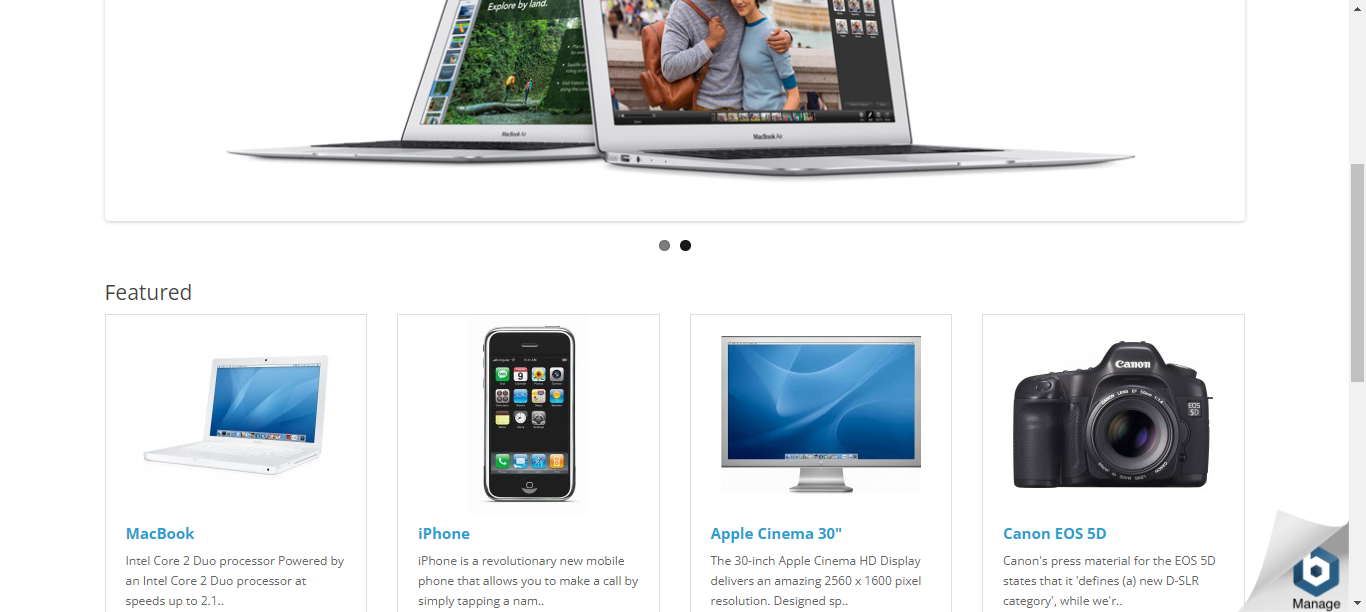 Explore by land.
MacBook Air
MacBook Air
Featured
Canon
EOS
5D
MacBook
iPhone
Apple Cinema 30"
Canon EOS 5D
Intel Core 2 Duo processor Powered by
an Intel Core 2 Duo processor at
speeds up to 2.1..
iPhone is a revolutionary new mobile
phone that allows you to make a call by
simply tapping a nam..
The 30-inch Apple Cinema HD Display
delivers an amazing 2560 x 1600 pixel
resolution. Designed sp..
Canon's press material for the EOS 5D
states that it 'defines (a) new D-SLR
category', while we'r..
Manage